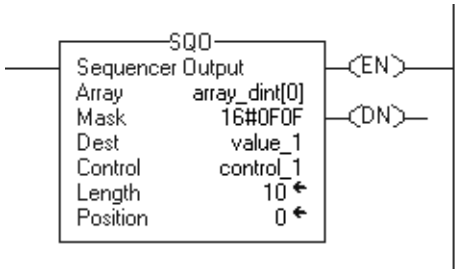 SQO
Sequencer Output
Array array_dint[0]
Mask 16#0F0F
Dest value_1
Control control_1
Length 10
Position 0
EN
DN